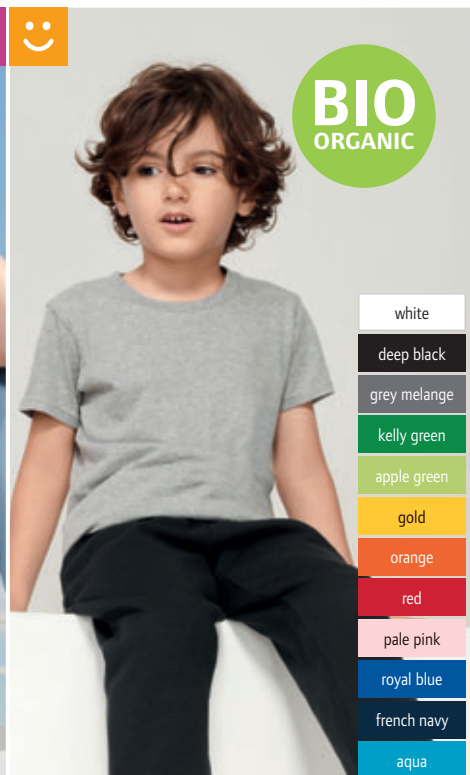 BIO
ORGANIC
white
deep black
grey melange
kelly green
apple green
gold
orange
red
pale pink
royal blue
french navy
aqua